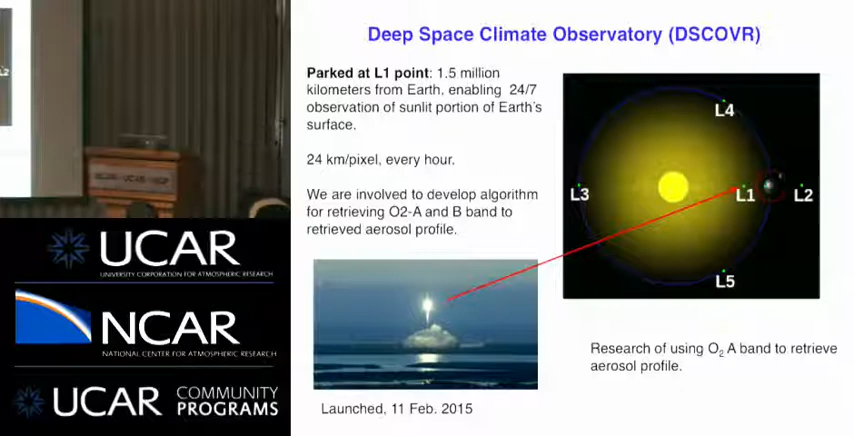 Deep Space Climate Observatory (DSCOVR)
Parked at L1 point: 1.5 million
kilometers from Earth, enabling 24/7
observation of sunlit portion of Earth's
surface.
24 km/pixel, every hour.
We are involved to develop algorithm
for retrieving O2-A and B band to
retrieved aerosol profile.
L4
L3
L1
L2
L5
Research of using O2 A band to retrieve
aerosol profile.
Launched, 11 Feb. 2015
L2
UCAR
UNIVERSITY CORPORATION FOR ATMOSPHERIC RESEARCH
NCAR
NATIONAL CENTER FOR ATMOSPHERIC RESEARCH
UCAR COMMUNITY
PROGRAMS